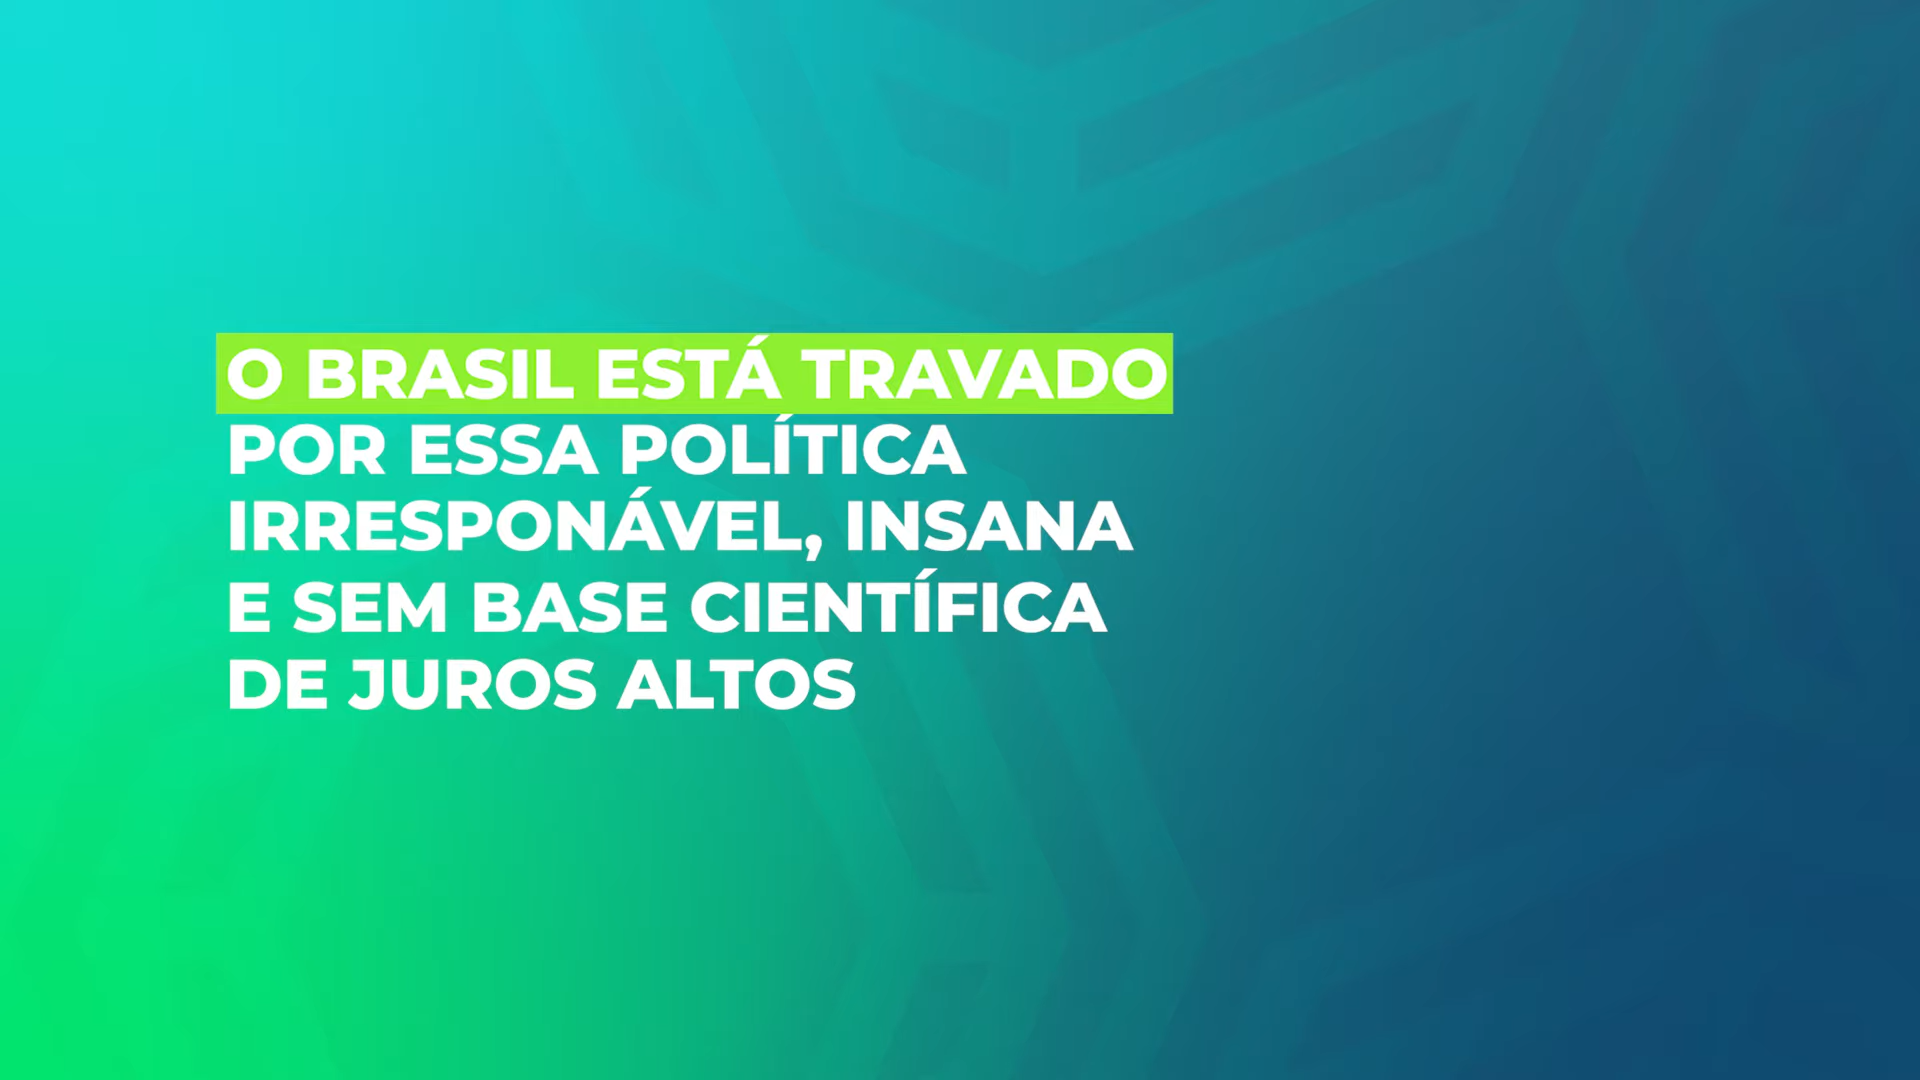 O BRASIL ESTÁ TRAVADO
POR ESSA POLÍTICA
IRRESPONÁVEL, INSANA
E SEM BASE CIENTÍFICA
DE JUROS ALTOS